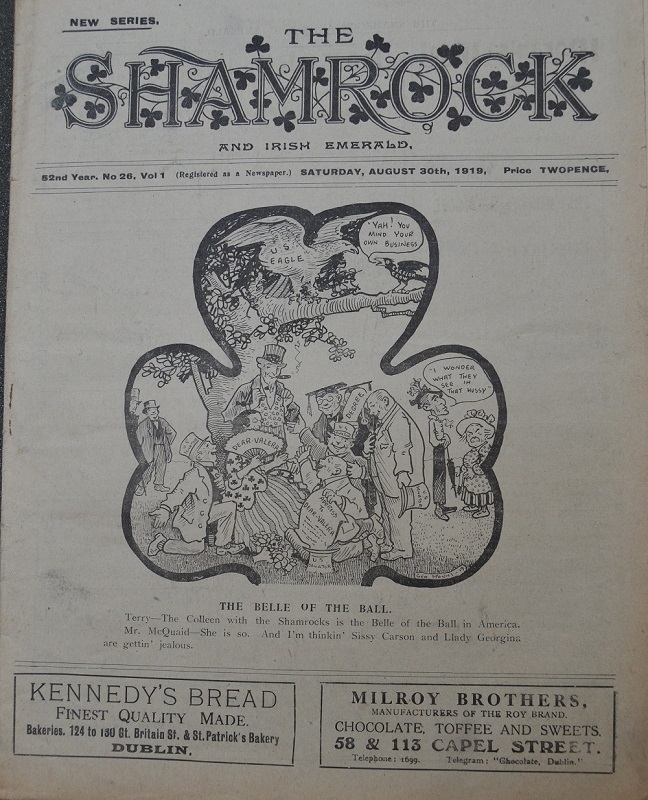 NEW SERIES.
THE
SHAMROCK
AND IRISH EMERALD.
52nd Year. No 26. Vol 1 (Registered as a Newspaper.) SATURDAY, AUGUST 30th, 1919, Price TWOPENCE.
U.S.
EAGLE
"YAH! YOU
MIND YOUR
OWN BUSINESS
"I WONDER
WHAT THEY
SEE IN
THAT HUSSY"
DEGREE
DEAR-VALERA
DEAR-VALERA
THE BELLE OF THE BALL.
Terry—The Colleen with the Shamrocks is the Belle of the Ball in America.
Mr. McQuaid—She is so. And I'm thinkin' Sissy Carson and Llady Georgina
are gettin' jealous.
KENNEDY'S BREAD
FINEST QUALITY MADE.
Bakeries. 124 to 130 Gt. Britain St. & St. Patrick's Bakery
DUBLIN.
MILROY BROTHERS,
MANUFACTURERS OF THE ROY BRAND.
CHOCOLATE, TOFFEE AND SWEETS.
58 & 113 CAPEL STREET.
Telephone: 1699. Telegram: "Chocolate, Dublin."